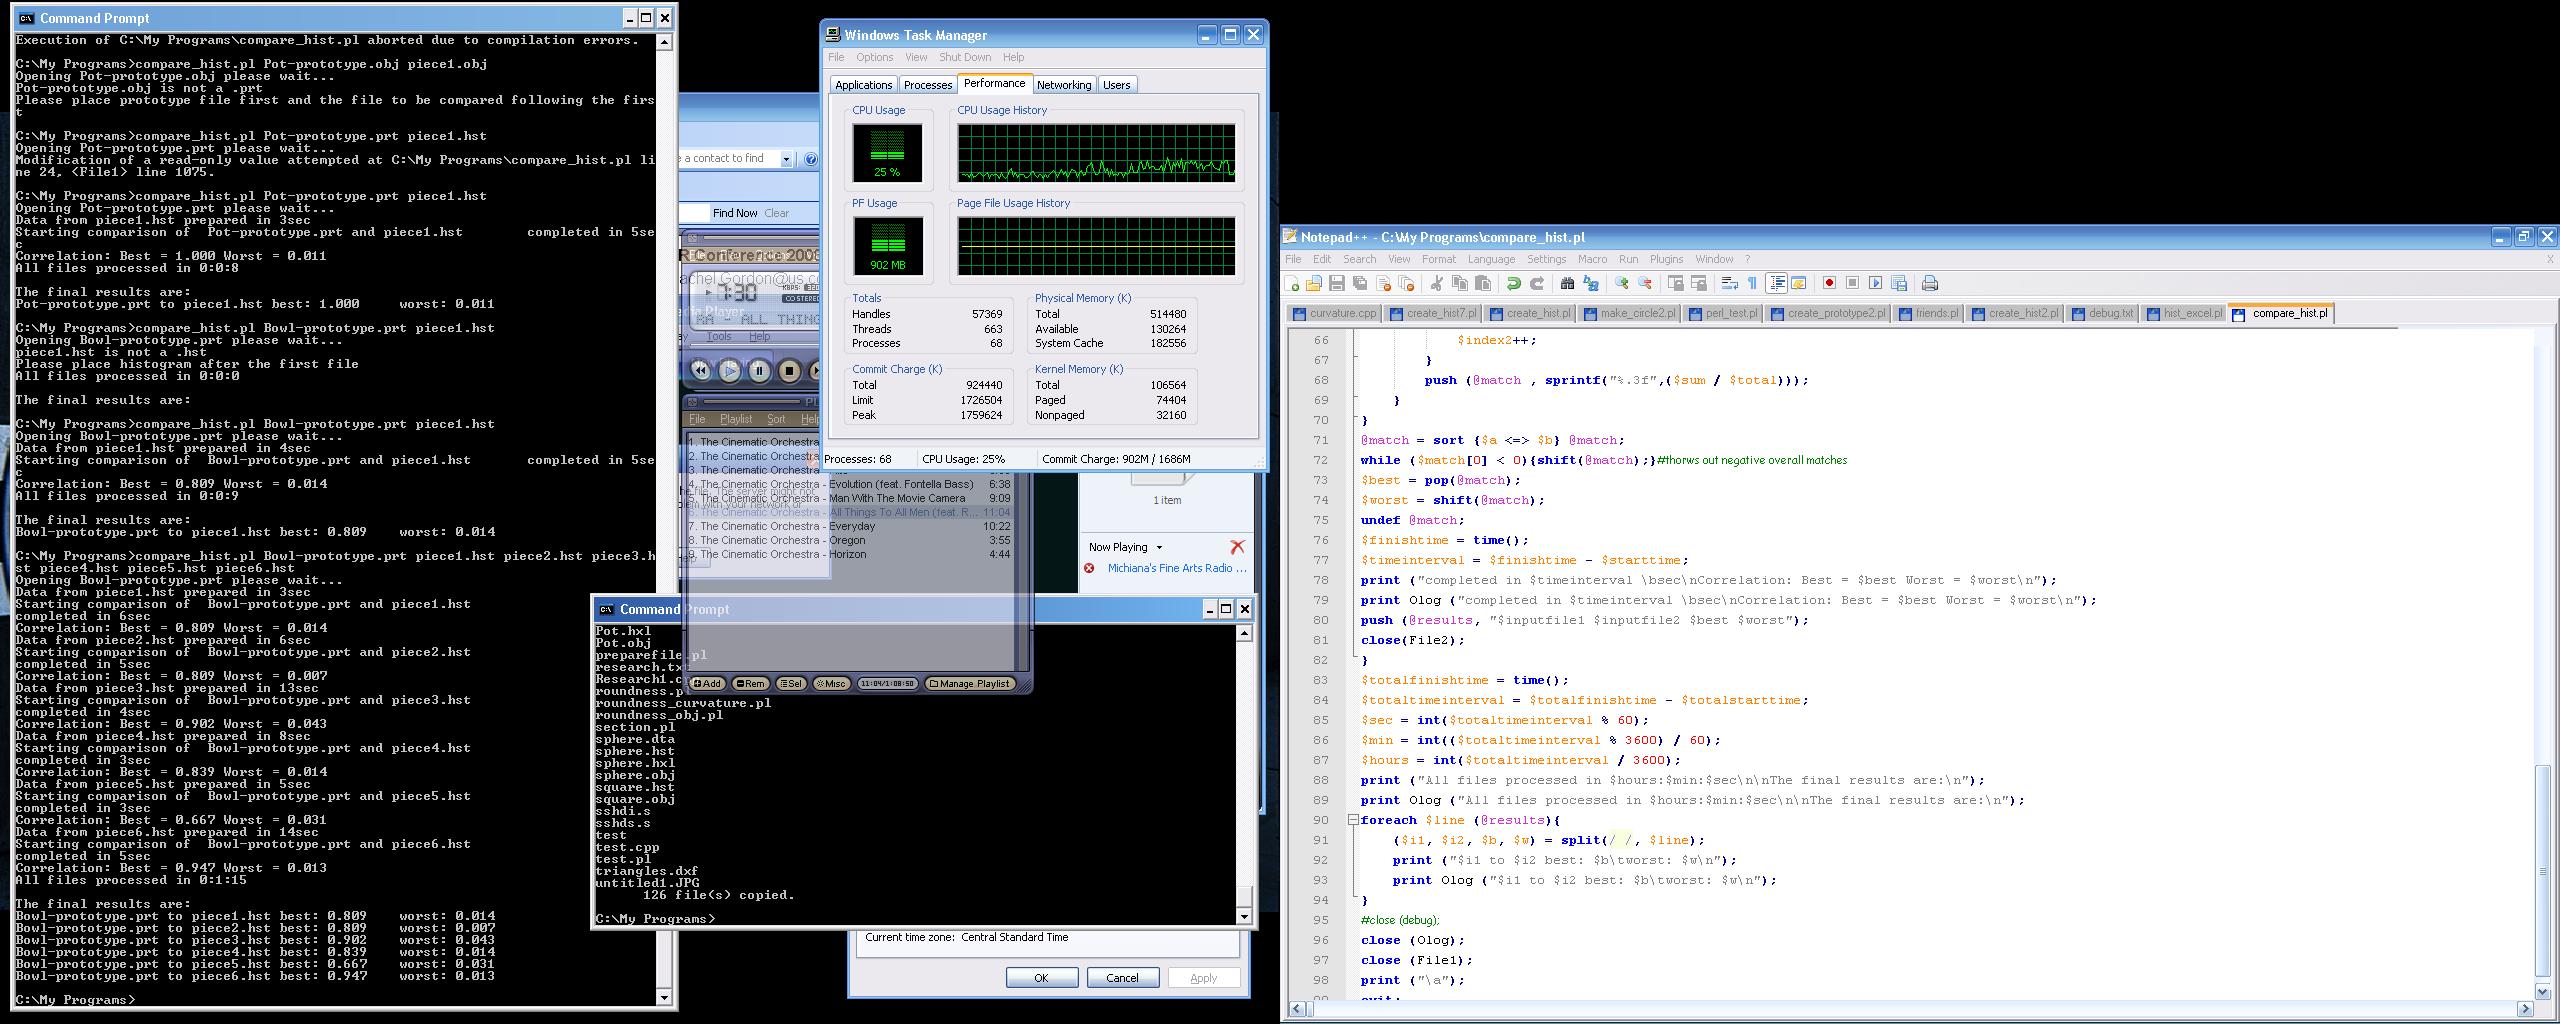 Command Prompt
Execution of C:\My Programs\compare_hist.pl aborted due to compilation errors.
C:\My Programs>compare_hist.pl Pot-prototype.obj piece1.obj
Opening Pot-prototype.obj please wait...
Pot-prototype.obj is not a .prt
Please place prototype file first and the file to be compared following the firs
t
C:\My Programs>compare_hist.pl Pot-prototype.prt piece1.hst
Opening Pot-prototype.prt please wait...
Modification of a read-only value attempted at C:\My Programs\compare_hist.pl li
ne 24, <File1> line 1075.
C:\My Programs>compare_hist.pl Pot-prototype.prt piece1.hst
Opening Pot-prototype.prt please wait...
Data from piece1.hst prepared in 3sec
Starting comparison of  Pot-prototype.prt and piece1.hst        completed in 5se
c
Correlation: Best = 1.000 Worst = 0.011
All files processed in 0:0:8
The final results are:
Pot-prototype.prt to piece1.hst best: 1.000    worst: 0.011
C:\My Programs>compare_hist.pl Bowl-prototype.prt piece1.hst
Opening Bowl-prototype.prt please wait...
piece1.hst is not a .hst
Please place histogram after the first file
All files processed in 0:0:0
The final results are:
C:\My Programs>compare_hist.pl Bowl-prototype.prt piece1.hst
Opening Bowl-prototype.prt please wait...
Data from piece1.hst prepared in 4sec
Starting comparison of  Bowl-prototype.prt and piece1.hst       completed in 5se
c
Correlation: Best = 0.809 Worst = 0.014
All files processed in 0:0:9
The final results are:
Bowl-prototype.prt to piece1.hst best: 0.809    worst: 0.014
C:\My Programs>compare_hist.pl Bowl-prototype.prt piece1.hst piece2.hst piece3.h
st piece4.hst piece5.hst piece6.hst
Opening Bowl-prototype.prt please wait...
Data from piece1.hst prepared in 3sec
Starting comparison of  Bowl-prototype.prt and piece1.hst
completed in 6sec
Correlation: Best = 0.809 Worst = 0.014
Data from piece2.hst prepared in 6sec
Starting comparison of  Bowl-prototype.prt and piece2.hst
completed in 5sec
Correlation: Best = 0.809 Worst = 0.007
Data from piece3.hst prepared in 13sec
Starting comparison of  Bowl-prototype.prt and piece3.hst
completed in 4sec
Correlation: Best = 0.902 Worst = 0.043
Data from piece4.hst prepared in 8sec
Starting comparison of  Bowl-prototype.prt and piece4.hst
completed in 3sec
Correlation: Best = 0.839 Worst = 0.014
Data from piece5.hst prepared in 5sec
Starting comparison of  Bowl-prototype.prt and piece5.hst
completed in 3sec
Correlation: Best = 0.667 Worst = 0.031
Data from piece6.hst prepared in 14sec
Starting comparison of  Bowl-prototype.prt and piece6.hst
completed in 5sec
Correlation: Best = 0.947 Worst = 0.013
All files processed in 0:1:15
The final results are:
Bowl-prototype.prt to piece1.hst best: 0.809    worst: 0.014
Bowl-prototype.prt to piece2.hst best: 0.809    worst: 0.007
Bowl-prototype.prt to piece3.hst best: 0.902    worst: 0.043
Bowl-prototype.prt to piece4.hst best: 0.839    worst: 0.014
Bowl-prototype.prt to piece5.hst best: 0.667    worst: 0.031
Bowl-prototype.prt to piece6.hst best: 0.947    worst: 0.013
C:\My Programs>
e a contact to find
Find Now Clear
Conference 2008
achel Gordon@us.c
7:30
KBPS:
CO STEREO
ALL THING
dia Player
Tools Help
File Playlist Sort Help
1. The Cinematic Orchestra
2. The Cinematic Orchestra
3. The Cinematic Orchestra
4. The Cinematic Orchestra - Evolution (feat. Fontella Bass) 6:38
5. The Cinematic Orchestra - Man With The Movie Camera 9:09
6. The Cinematic Orchestra - All Things To All Men (feat. R... 11:04
7. The Cinematic Orchestra - Everyday 10:22
8. The Cinematic Orchestra - Oregon 3:55
9. The Cinematic Orchestra - Horizon 4:44
he file. The server might not
blem with your network or
Add Rem Sel Misc 11:04/1:08:50 Manage Playlist
Windows Task Manager
File Options View Shut Down Help
Applications Processes Performance Networking Users
CPU Usage CPU Usage History
25 %
PF Usage Page File Usage History
902 MB
Totals
Handles 57369
Threads 663
Processes 68
Physical Memory (K)
Total 514480
Available 130264
System Cache 182556
Commit Charge (K)
Total 924440
Limit 1726504
Peak 1759624
Kernel Memory (K)
Total 106564
Paged 74404
Nonpaged 32160
Processes: 68 CPU Usage: 25% Commit Charge: 902M / 1686M
1 item
Now Playing
Michiana's Fine Arts Radio ...
Command Prompt
Pot.hxl
Pot.obj
preparefile.pl
research.txt
Research1.c
roundness.p
roundness_curvature.pl
roundness_obj.pl
section.pl
sphere.dta
sphere.hst
sphere.hxl
sphere.obj
square.hst
square.obj
sshdi.s
sshds.s
test
test.cpp
test.pl
triangles.dxf
untitled1.JPG
126 file(s) copied.
C:\My Programs>
Current time zone: Central Standard Time
OK Cancel Apply
Notepad++ - C:\My Programs\compare_hist.pl
File Edit Search View Format Language Settings Macro Run Plugins Window ? X
curvature.cpp create_hist7.pl create_hist.pl make_circle2.pl perl_test.pl create_prototype2.pl friends.pl create_hist2.pl debug.txt hist_excel.pl compare_hist.pl
66 $index2++;
67 }
68 push (@match , sprintf("%.3f",($sum / $total)));
69 }
70 }
71 @match = sort {$a <=> $b} @match;
72 while ($match[0] < 0){shift(@match);}#thorws out negative overall matches
73 $best = pop(@match);
74 $worst = shift(@match);
75 undef @match;
76 $finishtime = time();
77 $timeinterval = $finishtime - $starttime;
78 print ("completed in $timeinterval \bsec\nCorrelation: Best = $best Worst = $worst\n");
79 print Olog ("completed in $timeinterval \bsec\nCorrelation: Best = $best Worst = $worst\n");
80 push (@results, "$inputfile1 $inputfile2 $best $worst");
81 close(File2);
82 }
83 $totalfinishtime = time();
84 $totaltimeinterval = $totalfinishtime - $totalstarttime;
85 $sec = int($totaltimeinterval % 60);
86 $min = int(($totaltimeinterval % 3600) / 60);
87 $hours = int($totaltimeinterval / 3600);
88 print ("All files processed in $hours:$min:$sec\n\nThe final results are:\n");
89 print Olog ("All files processed in $hours:$min:$sec\n\nThe final results are:\n");
90 foreach $line (@results){
91 ($i1, $i2, $b, $w) = split(/ /, $line);
92 print ("$i1 to $i2 best: $b\tworst: $w\n");
93 print Olog ("$i1 to $i2 best: $b\tworst: $w\n");
94 }
95 #close (debug);
96 close (Olog);
97 close (File1);
98 print ("\a");